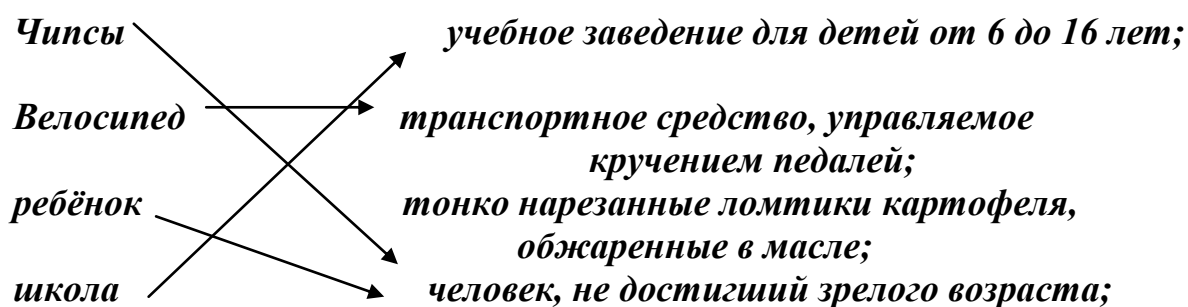 Чипсы учебное заведение для детей от 6 до 16 лет;
Велосипед транспортное средство, управляемое
кручением педалей;
ребёнок тонко нарезанные ломтики картофеля,
обжаренные в масле;
школа человек, не достигший зрелого возраста;